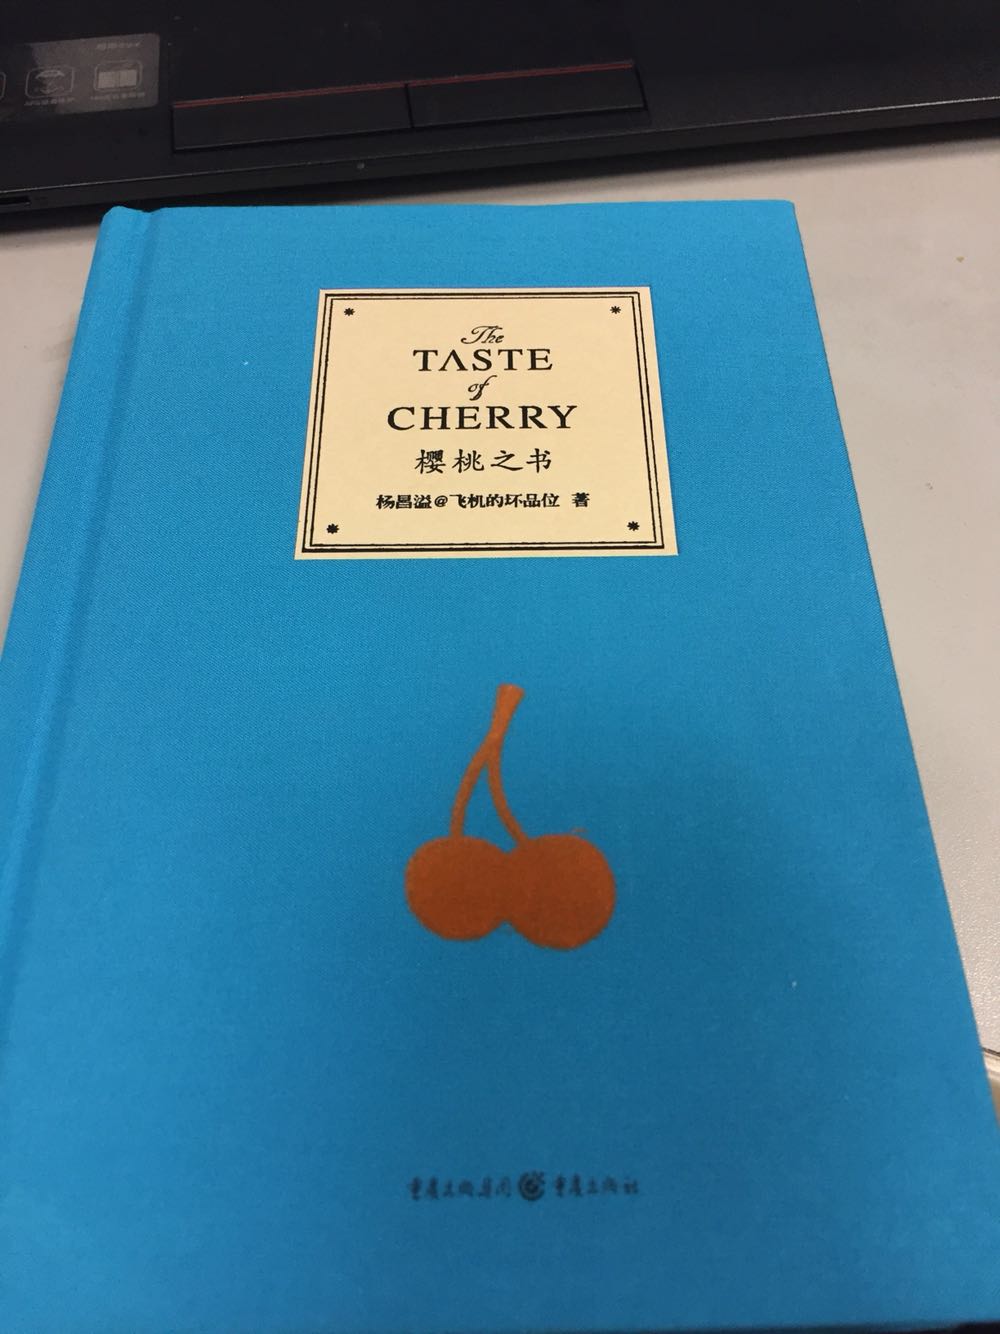 The
TASTE
of
CHERRY
樱桃之书
杨昌溢@飞机的坏品位 著
重庆出版集团 重庆出版社